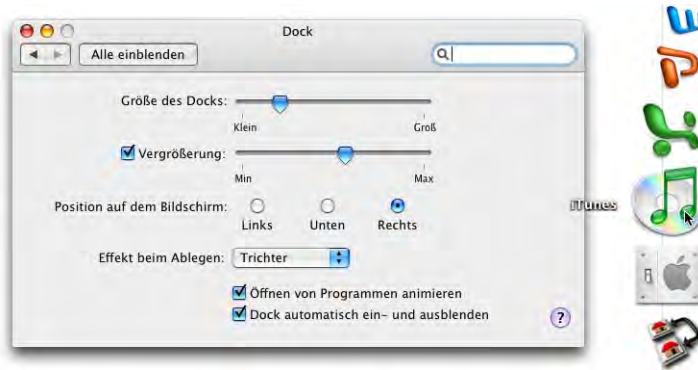 Dock
Alle einblenden
Größe des Docks:
Klein Groß
Vergrößerung:
Min Max
Position auf dem Bildschirm:
Links Unten Rechts
iTunes
Effekt beim Ablegen: Trichter
Öffnen von Programmen animieren
Dock automatisch ein- und ausblenden
?